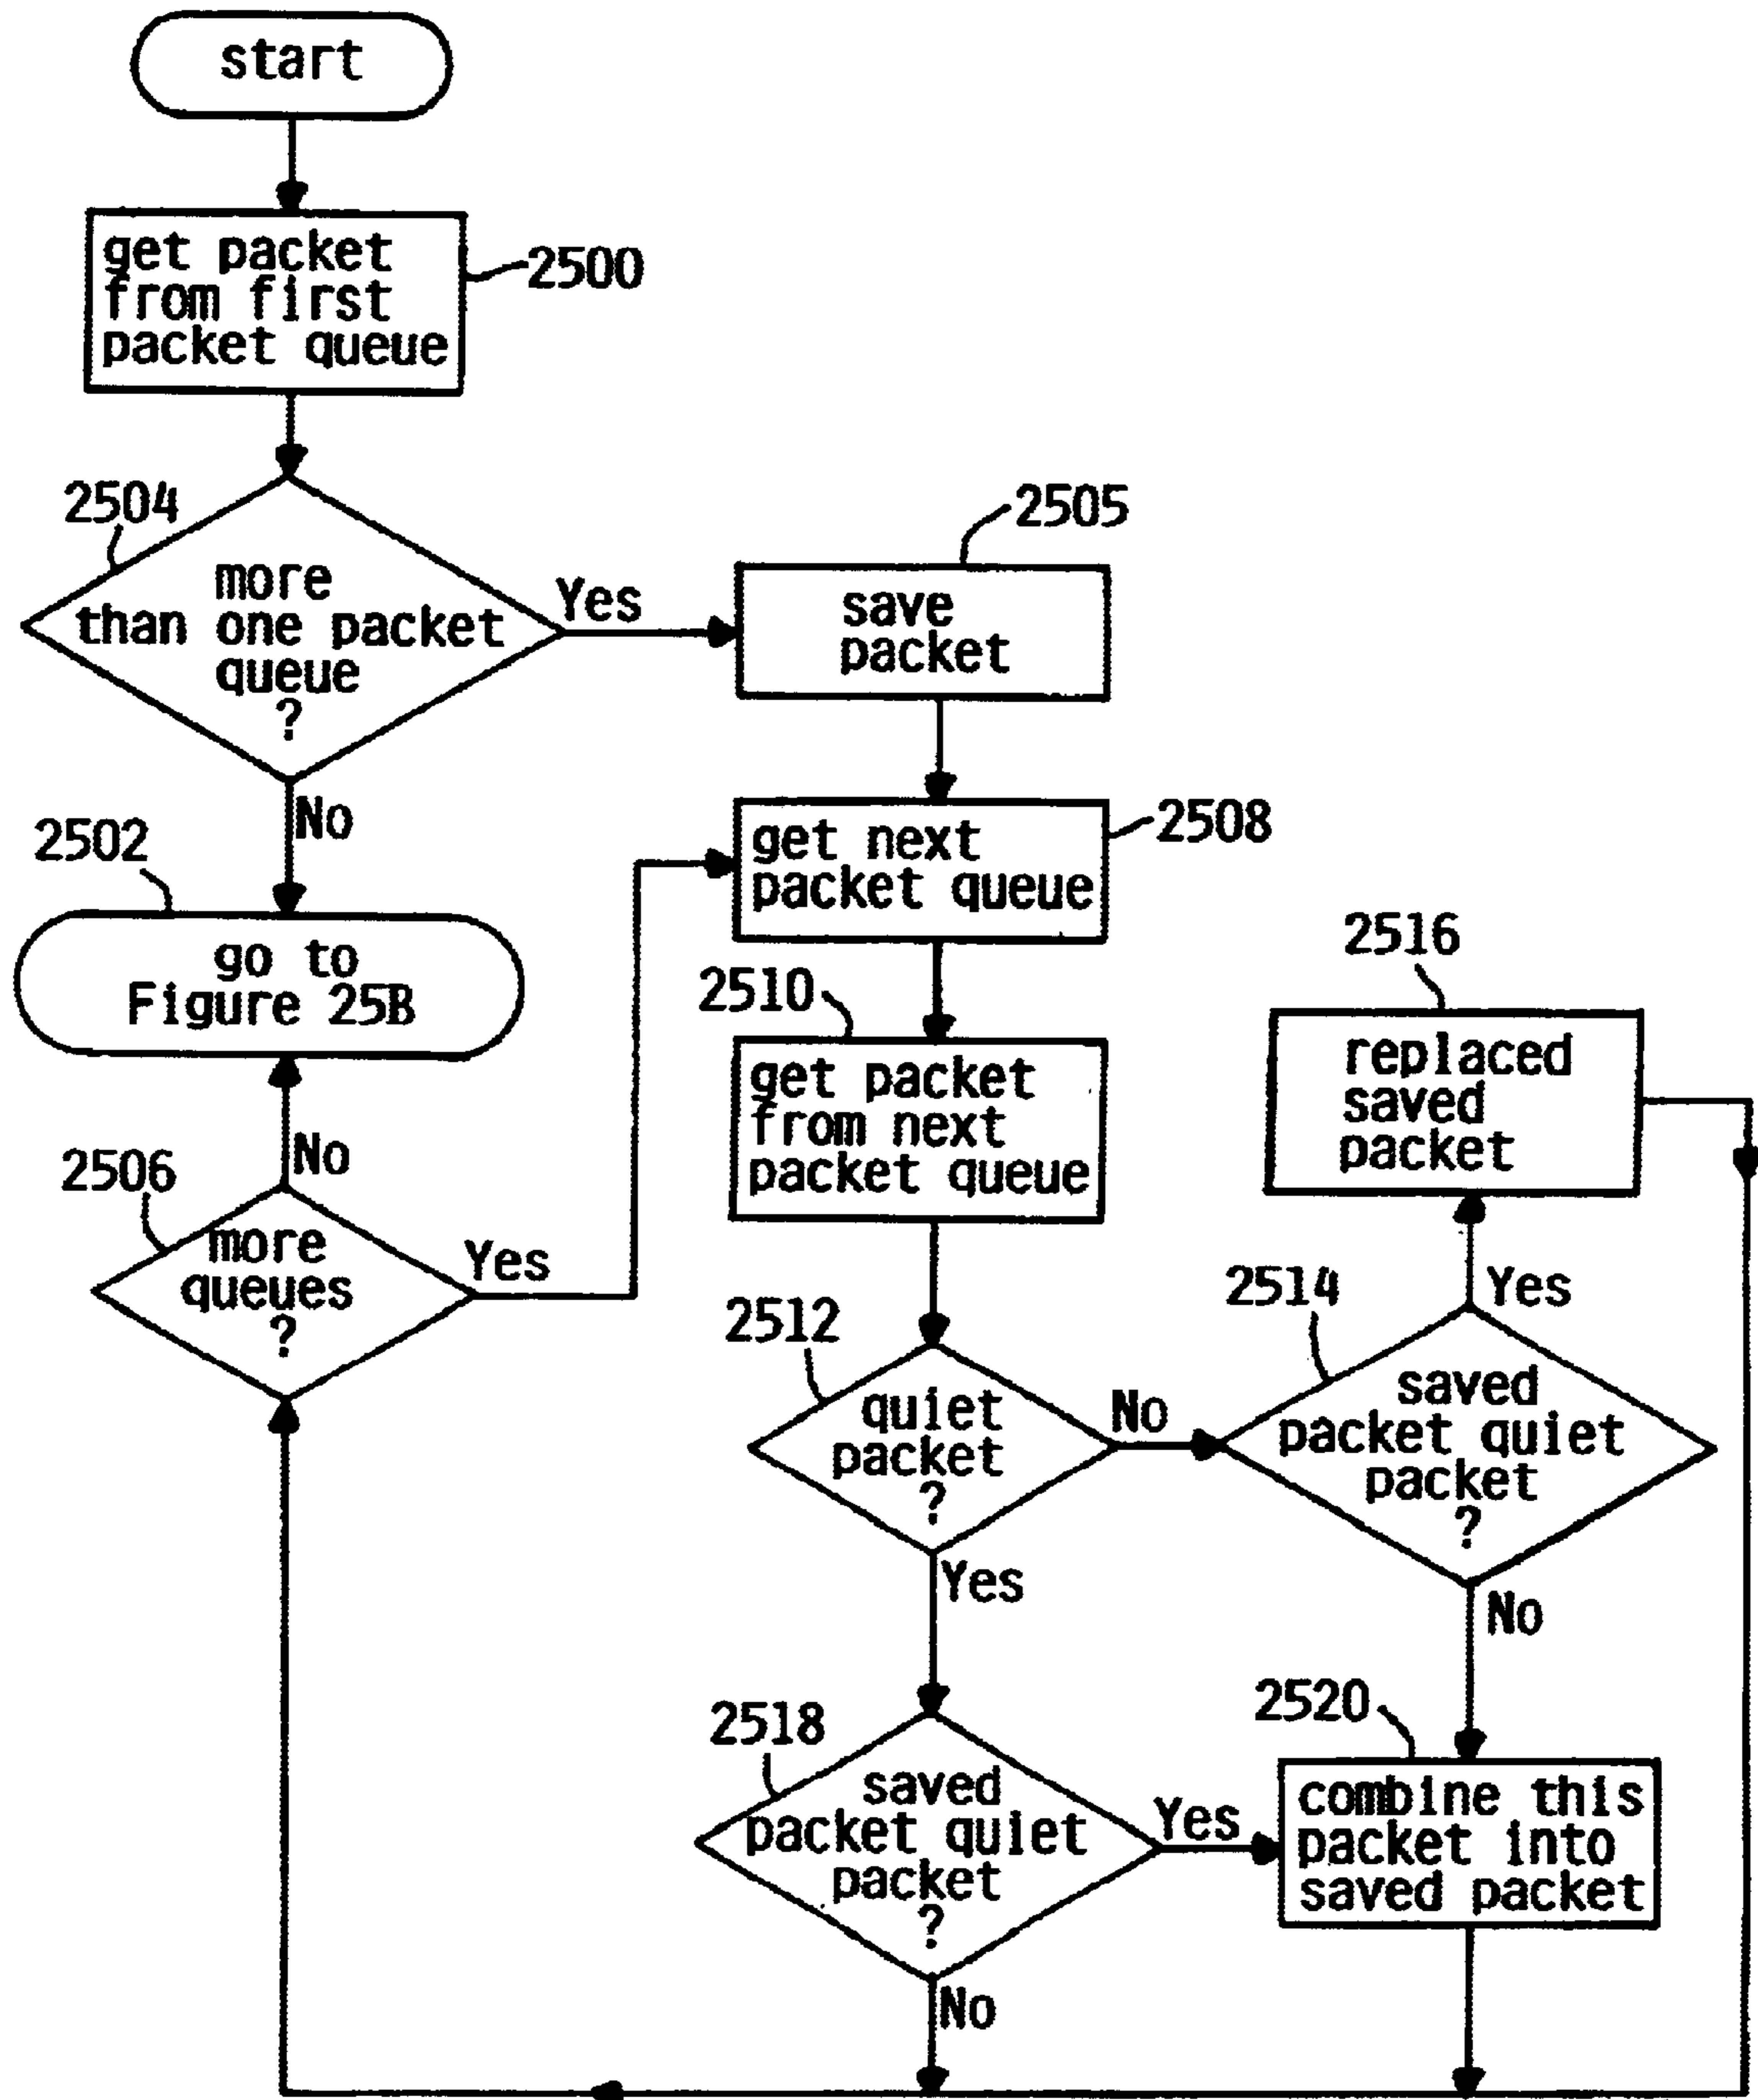 start
get packet
from first
packet queue
2500
2504
more
than one packet
queue
?
Yes
No
2505
save
packet
2502
go to
Figure 25B
2508
get next
packet queue
2510
get packet
from next
packet queue
2516
replaced
saved
packet
No
2506
more
queues
?
Yes
2512
quiet
packet
?
No
Yes
2514
saved
packet quiet
packet
?
Yes
No
2518
saved
packet quiet
packet
?
Yes
No
2520
combine this
packet into
saved packet